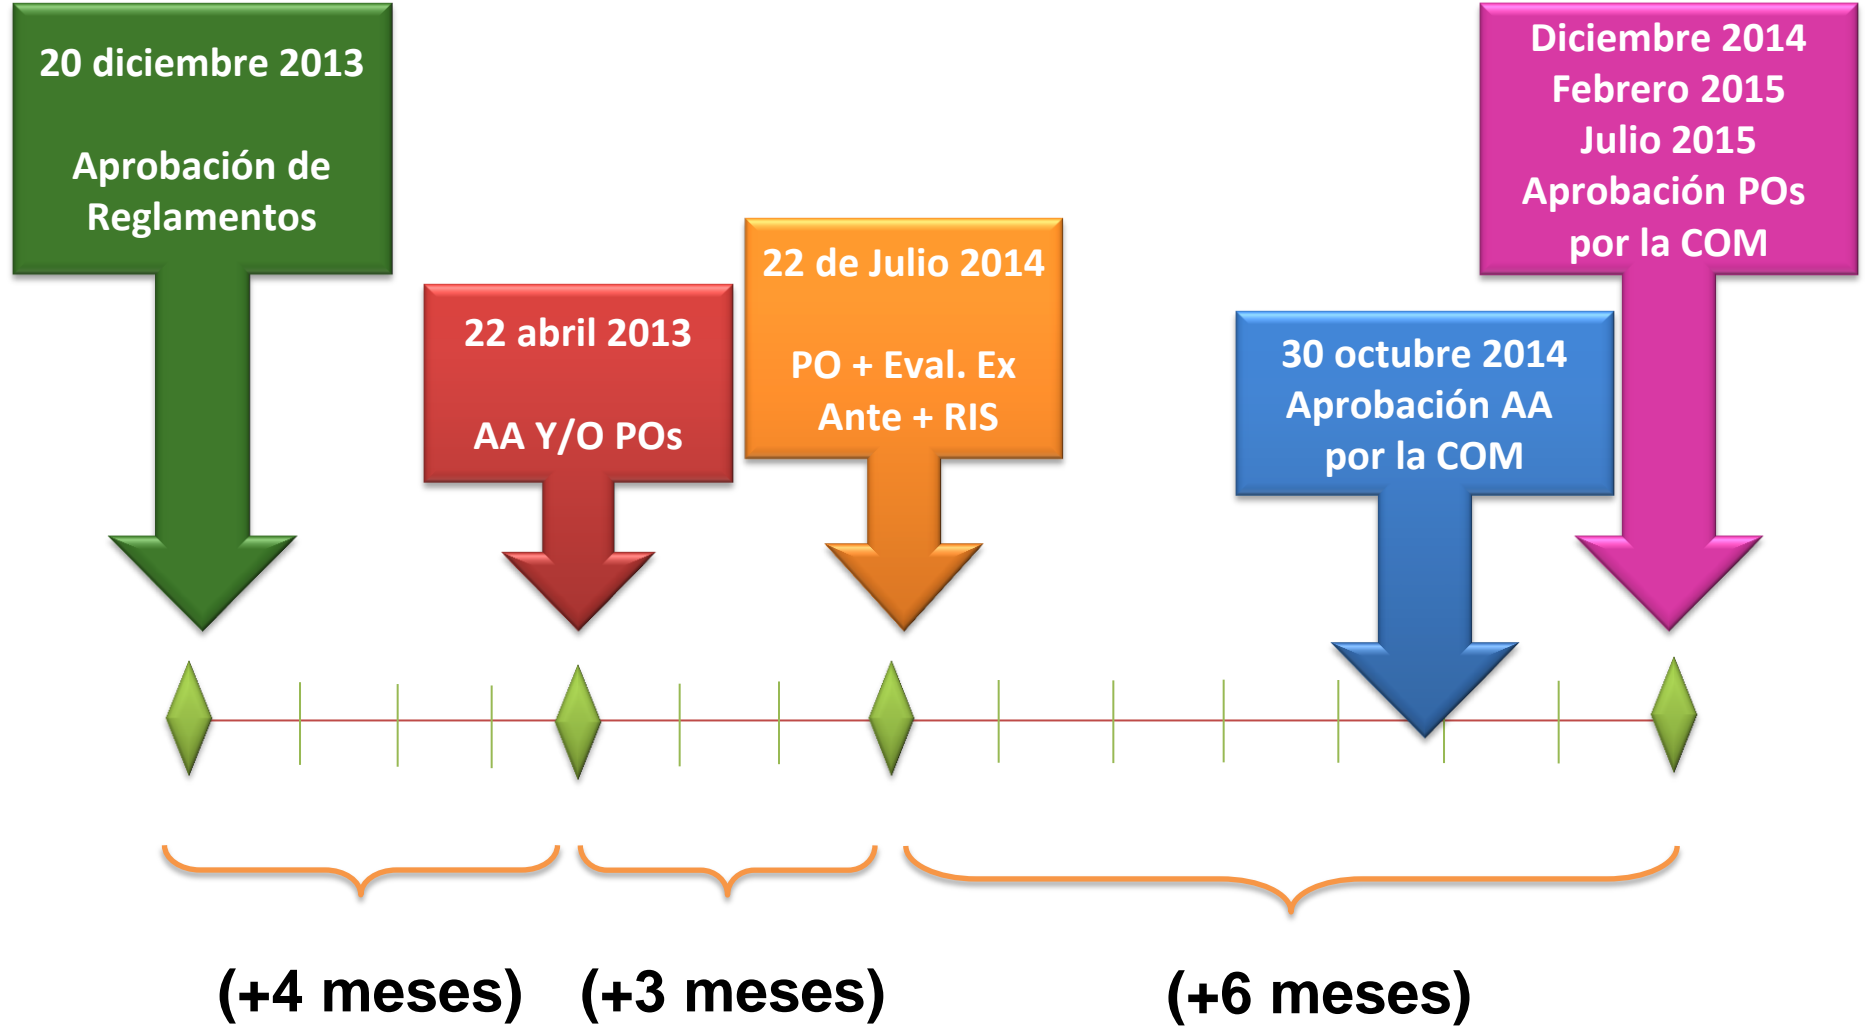 20 diciembre 2013
Aprobación de
Reglamentos
22 abril 2013
AA Y/O POs
22 de Julio 2014
PO + Eval. Ex
Ante + RIS
30 octubre 2014
Aprobación AA
por la COM
Diciembre 2014
Febrero 2015
Julio 2015
Aprobación POs
por la COM
(+4 meses)
(+3 meses)
(+6 meses)